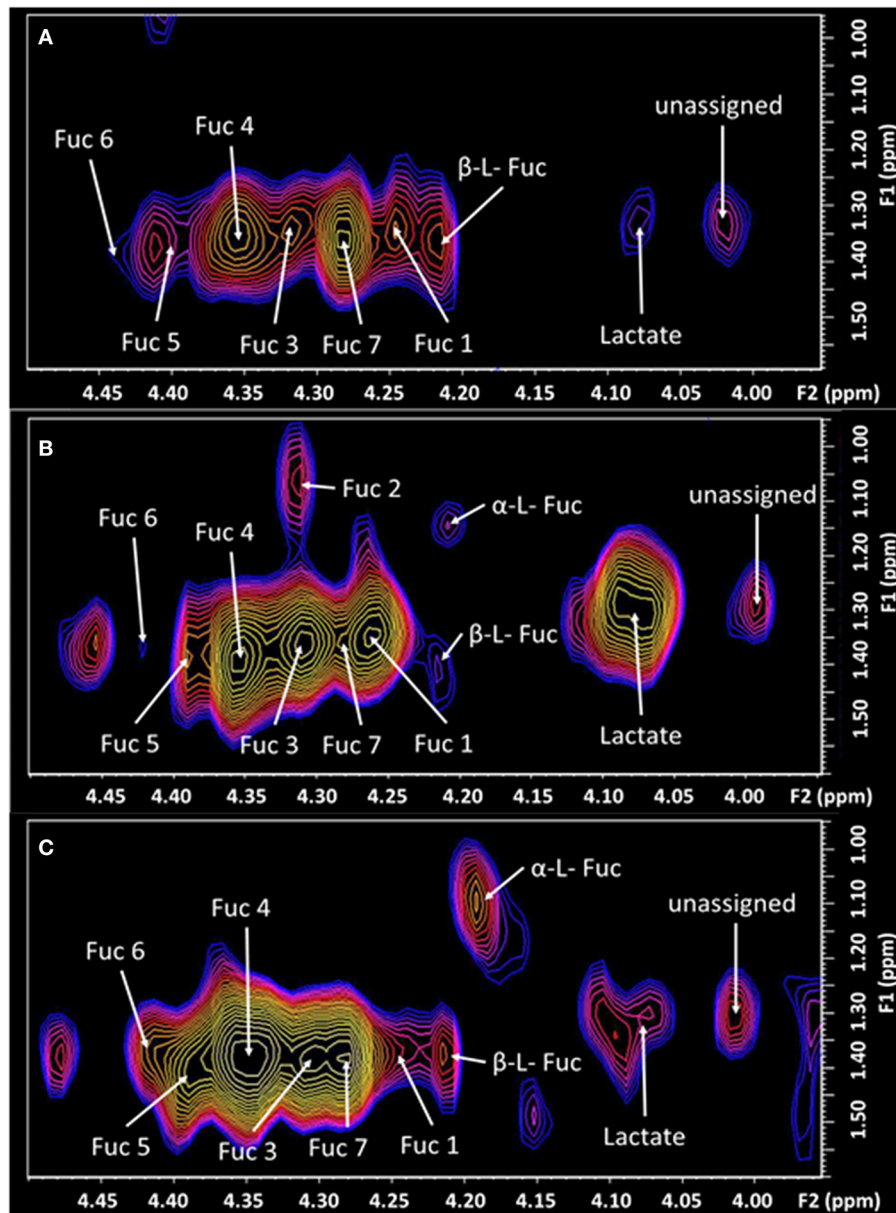 A
Fuc 6
Fuc 4
β-L- Fuc
unassigned
Fuc 5
Fuc 3
Fuc 7
Fuc 1
Lactate
1.00
1.10
1.20
1.30
1.40
1.50
F1 (ppm)
4.45 4.40 4.35 4.30 4.25 4.20 4.15 4.10 4.05 4.00 F2 (ppm)
B
Fuc 2
Fuc 6
Fuc 4
α-L- Fuc
unassigned
β-L- Fuc
Fuc 5
Fuc 3
Fuc 7
Fuc 1
Lactate
1.00
1.10
1.20
1.30
1.40
1.50
F1 (ppm)
4.45 4.40 4.35 4.30 4.25 4.20 4.15 4.10 4.05 4.00 F2 (ppm)
C
α-L- Fuc
Fuc 4
unassigned
Fuc 6
β-L- Fuc
Fuc 5
Fuc 3
Fuc 7
Fuc 1
Lactate
1.00
1.10
1.20
1.30
1.40
1.50
F1 (ppm)
4.45 4.40 4.35 4.30 4.25 4.20 4.15 4.10 4.05 4.00 F2 (ppm)